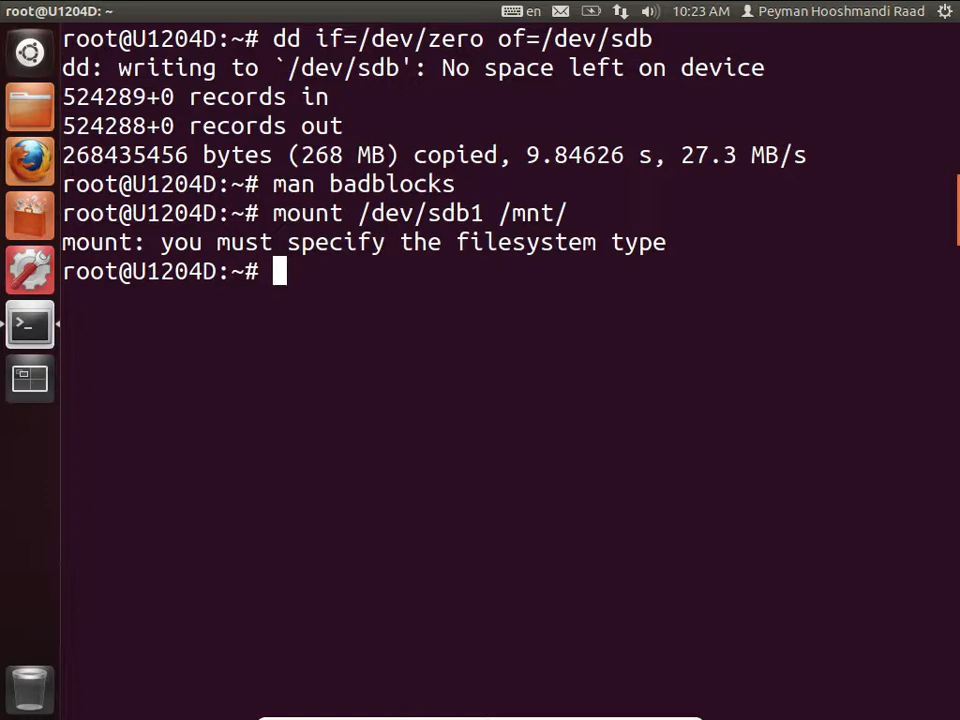 root@U1204D: ~
en
10:23 AM
Peyman Hooshmandi Raad
root@U1204D:~# dd if=/dev/zero of=/dev/sdb
dd: writing to `/dev/sdb': No space left on device
524289+0 records in
524288+0 records out
268435456 bytes (268 MB) copied, 9.84626 s, 27.3 MB/s
root@U1204D:~# man badblocks
root@U1204D:~# mount /dev/sdb1 /mnt/
mount: you must specify the filesystem type
root@U1204D:~#